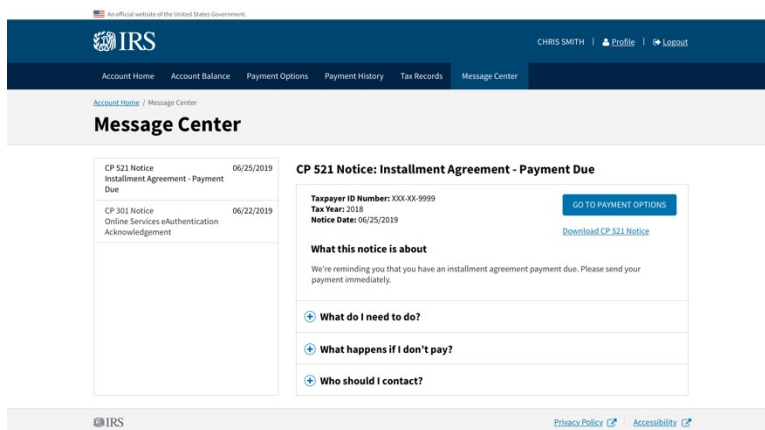 An official website of the United States Government.
IRS
CHRIS SMITH | Profile | Logout
Account Home Account Balance Payment Options Payment History Tax Records Message Center
Account Home / Message Center
Message Center
CP 521 Notice 06/25/2019
Installment Agreement - Payment
Due
CP 301 Notice 06/22/2019
Online Services eAuthentication
Acknowledgement
CP 521 Notice: Installment Agreement - Payment Due
Taxpayer ID Number: XXX-XX-9999
Tax Year: 2018
Notice Date: 06/25/2019
GO TO PAYMENT OPTIONS
Download CP 521 Notice
What this notice is about
We're reminding you that you have an installment agreement payment due. Please send your
payment immediately.
What do I need to do?
What happens if I don't pay?
Who should I contact?
IRS
Privacy Policy | Accessibility